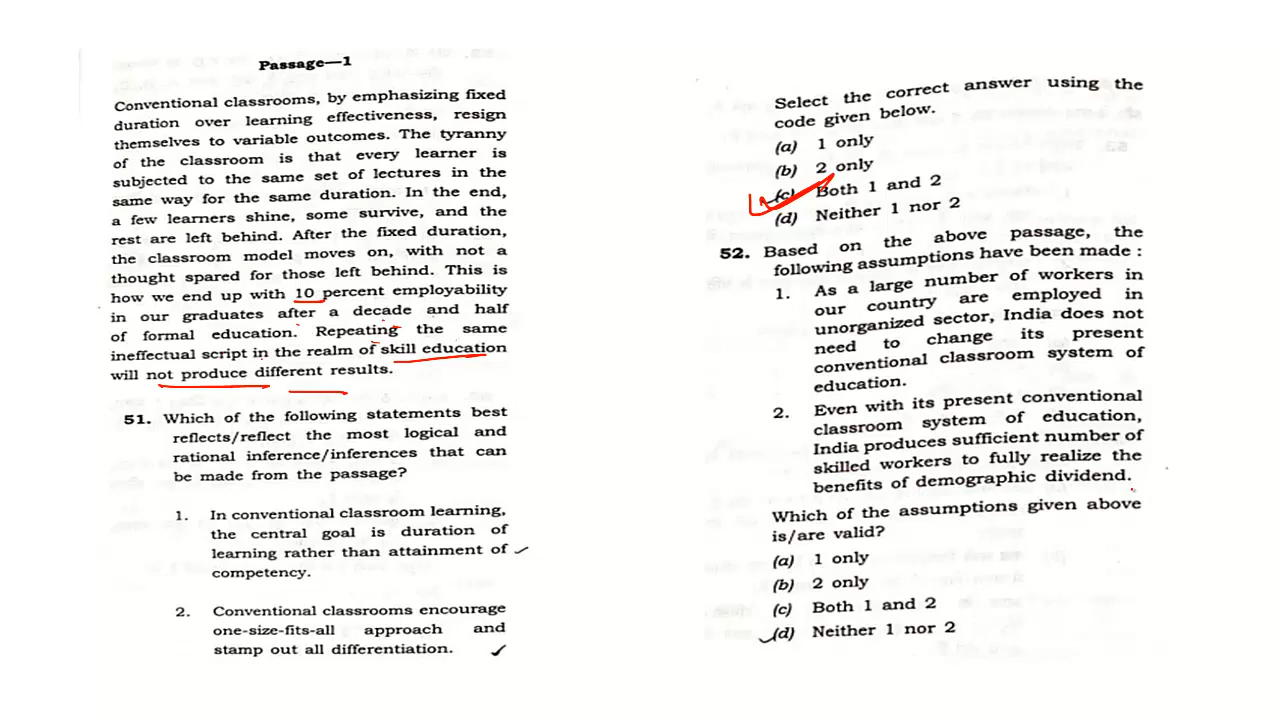 Passage—1
Conventional classrooms, by emphasizing fixed
duration over learning effectiveness, resign
themselves to variable outcomes. The tyranny
of the classroom is that every learner is
subjected to the same set of lectures in the
same way for the same duration. In the end,
a few learners shine, some survive, and the
rest are left behind. After the fixed duration,
the classroom model moves on, with not a
thought spared for those left behind. This is
how we end up with 10 percent employability
in our graduates after a decade and half
of formal education. Repeating the same
ineffectual script in the realm of skill education
will not produce different results.
51. Which of the following statements best
reflects/reflect the most logical and
rational inference/inferences that can
be made from the passage?
1. In conventional classroom learning,
the central goal is duration of
learning rather than attainment of
competency.
2. Conventional classrooms encourage
one-size-fits-all approach and
stamp out all differentiation.
Select the correct answer using the
code given below.
(a) 1 only
(b) 2 only
(c) Both 1 and 2
(d) Neither 1 nor 2
52. Based on the above passage, the
following assumptions have been made :
1. As a large number of workers in
our country are employed in
unorganized sector, India does not
need to change its present
conventional classroom system of
education.
2. Even with its present conventional
classroom system of education,
India produces sufficient number of
skilled workers to fully realize the
benefits of demographic dividend.
Which of the assumptions given above
is/are valid?
(a) 1 only
(b) 2 only
(c) Both 1 and 2
(d) Neither 1 nor 2